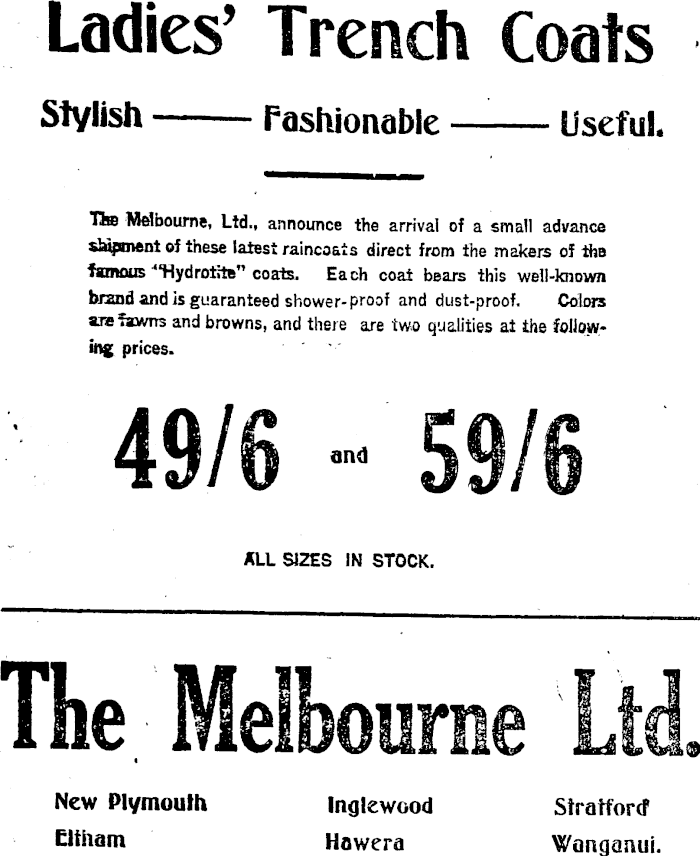 Ladies' Trench Coats
Stylish —— Fashionable —— Useful.
The Melbourne, Ltd., announce the arrival of a small advance
shipment of these latest raincoats direct from the makers of the
famous "Hydrotite" coats. Each coat bears this well-known
brand and is guaranteed shower-proof and dust-proof. Colors
are fawns and browns, and there are two qualities at the follow-
ing prices.
49/6 and 59/6
ALL SIZES IN STOCK.
The Melbourne Ltd.
New Plymouth Inglewood Stratford
Eltham Hawera Wanganui.